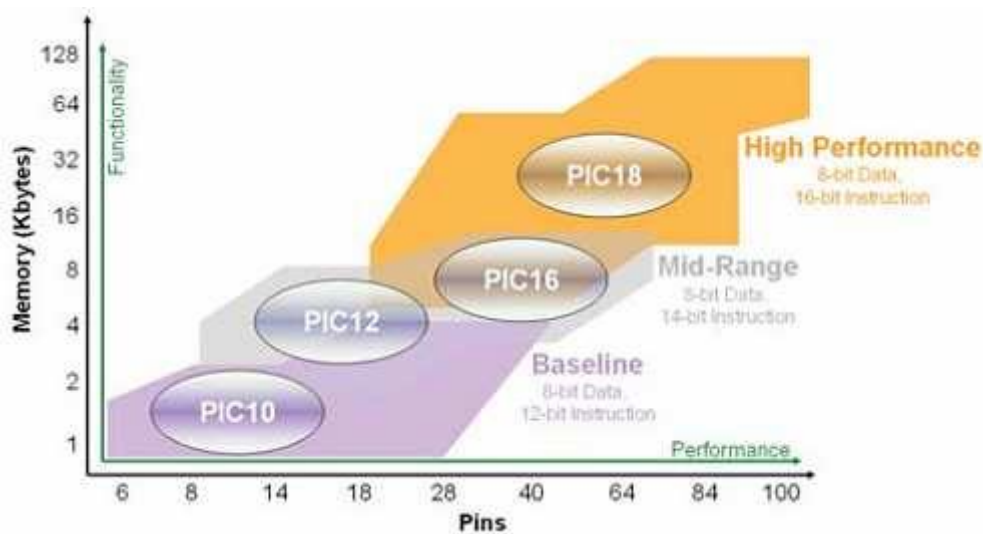 128
64
32
16
8
4
2
1
Memory (Kbytes)
Functionality
PIC18
High Performance
8-bit Data,
16-bit Instruction
PIC16
Mid-Range
8-bit Data,
14-bit Instruction
PIC12
Baseline
8-bit Data,
12-bit Instruction
PIC10
Performance
6 8 14 18 28 40 64 84 100
Pins